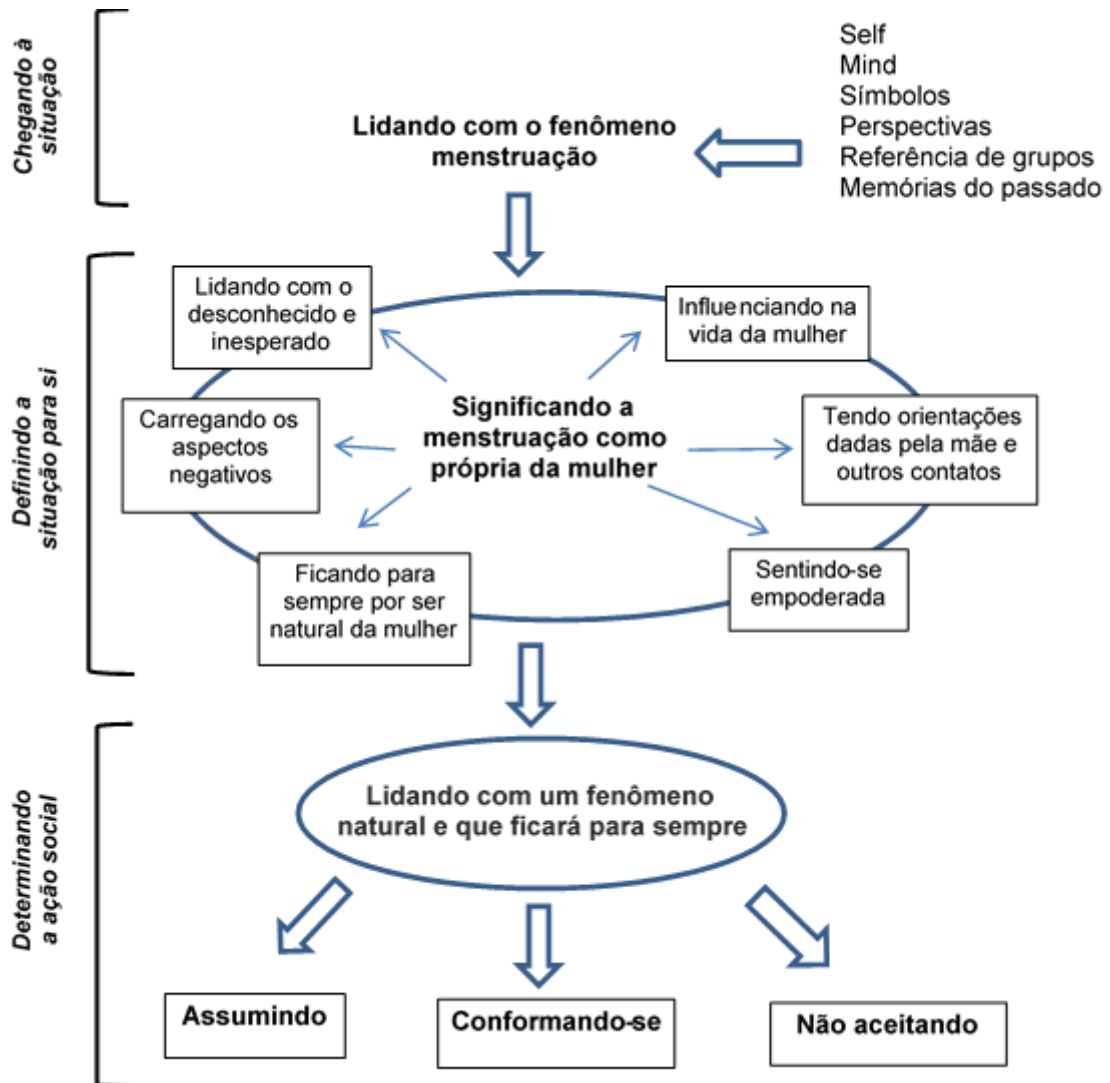 Chegando à
situação
Lidando com o fenômeno
menstruação
Self
Mind
Símbolos
Perspectivas
Referência de grupos
Memórias do passado
Definindo a
situação para si
Lidando com o
desconhecido e
inesperado
Influenciando na
vida da mulher
Carregando os
aspectos
negativos
Significando a
menstruação como
própria da mulher
Tendo orientações
dadas pela mãe e
outros contatos
Ficando para
sempre por ser
natural da mulher
Sentindo-se
empoderada
Determinando
a ação social
Lidando com um fenômeno
natural e que ficará para sempre
Assumindo
Conformando-se
Não aceitando